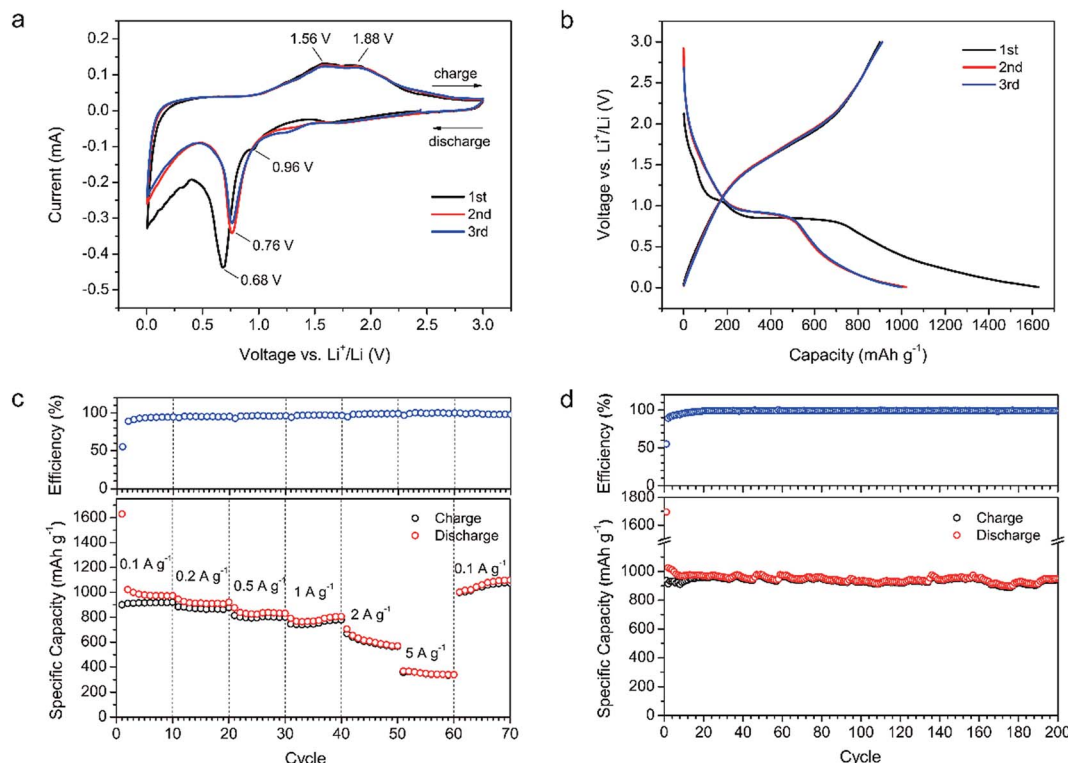 a
1.56 V
1.88 V
charge
discharge
0.96 V
0.76 V
0.68 V
1st
2nd
3rd
0.2
0.1
0.0
-0.1
-0.2
-0.3
-0.4
-0.5
Current (mA)
0.0 0.5 1.0 1.5 2.0 2.5 3.0
Voltage vs. Li⁺/Li (V)
b
1st
2nd
3rd
3.0
2.5
2.0
1.5
1.0
0.5
0.0
Voltage vs. Li⁺/Li (V)
0 200 400 600 800 1000 1200 1400 1600
Capacity (mAh g⁻¹)
c
100
50
0
Efficiency (%)
Charge
Discharge
0.1 A g⁻¹
0.2 A g⁻¹
0.5 A g⁻¹
1 A g⁻¹
2 A g⁻¹
5 A g⁻¹
0.1 A g⁻¹
1600
1400
1200
1000
800
600
400
200
0
Specific Capacity (mAh g⁻¹)
0 10 20 30 40 50 60 70
Cycle
d
100
50
0
Efficiency (%)
Charge
Discharge
1800
1600
1000
800
600
400
200
0
Specific Capacity (mAh g⁻¹)
0 20 40 60 80 100 120 140 160 180 200
Cycle